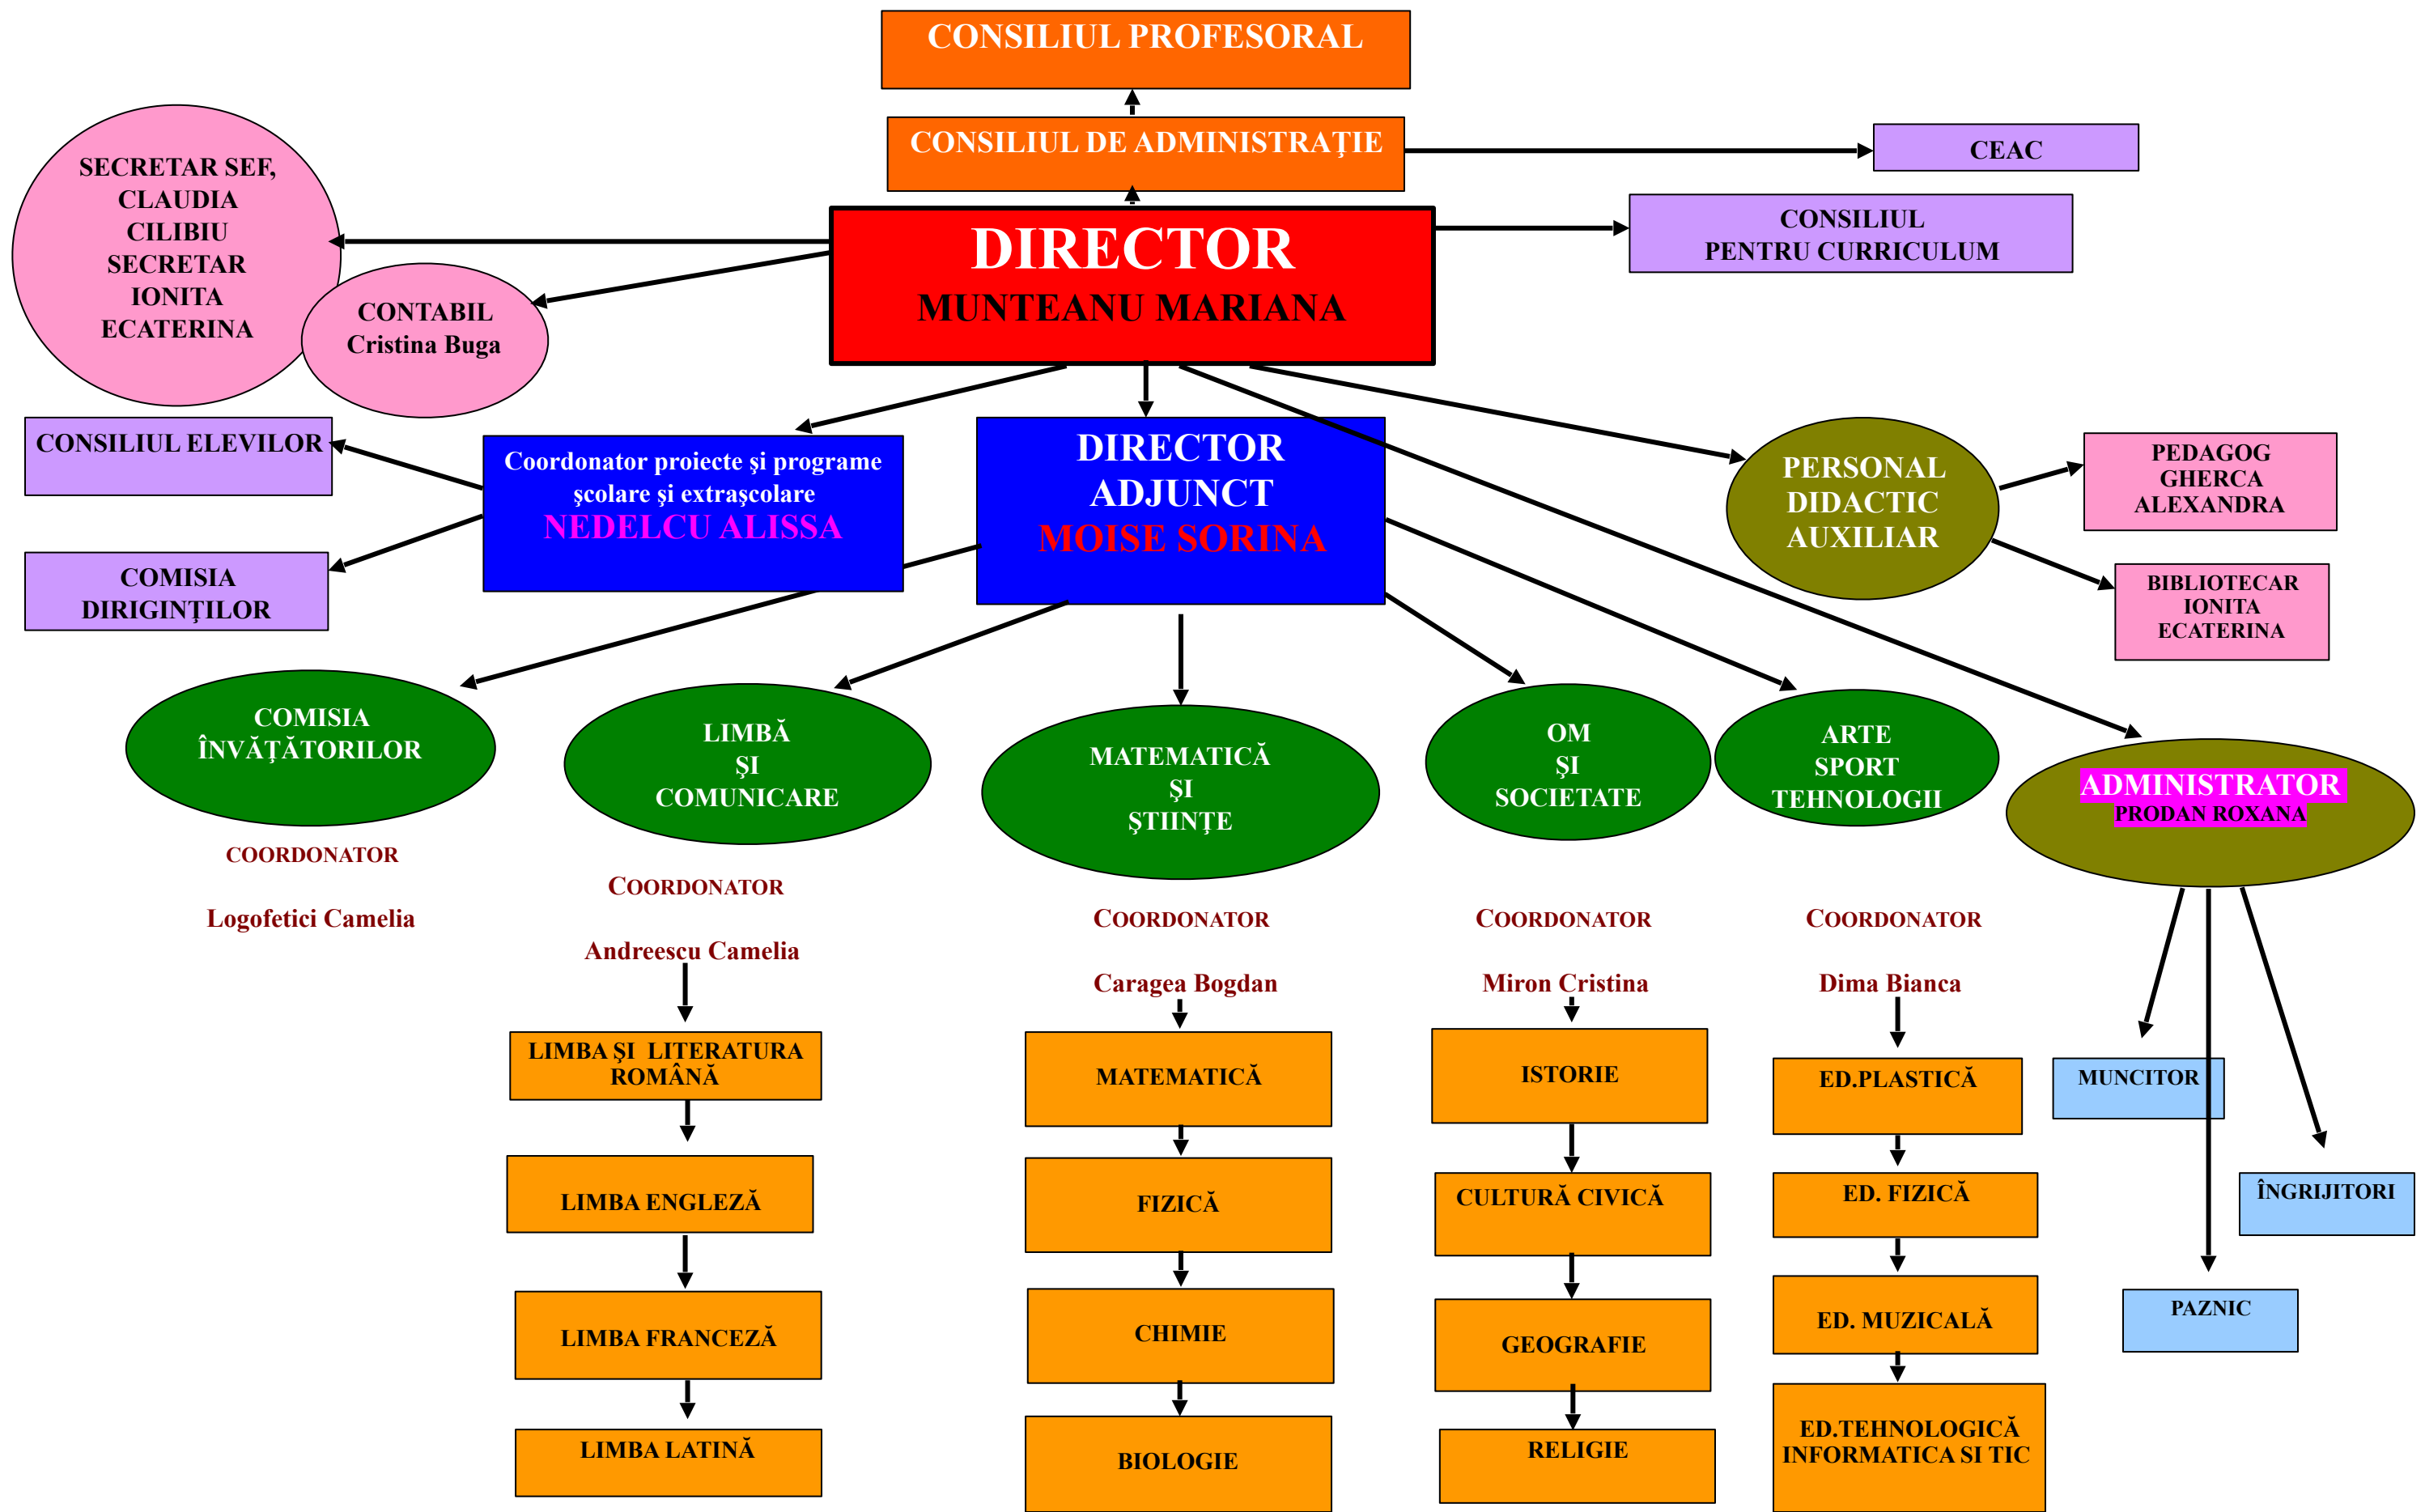 CONSILIUL PROFESORAL
CONSILIUL DE ADMINISTRAŢIE
CEAC
SECRETAR SEF,
CLAUDIA
CILIBIU
SECRETAR
IONITA
ECATERINA
CONTABIL
Cristina Buga
DIRECTOR
MUNTEANU MARIANA
CONSILIUL
PENTRU CURRICULUM
CONSILIUL ELEVILOR
COMISIA
DIRIGINŢILOR
Coordonator proiecte şi programe
şcolare şi extraşcolare
NEDELCU ALISSA
DIRECTOR
ADJUNCT
MOISE SORINA
PERSONAL
DIDACTIC
AUXILIAR
PEDAGOG
GHERCA
ALEXANDRA
BIBLIOTECAR
IONITA
ECATERINA
COMISIA
ÎNVĂŢĂTORILOR
LIMBĂ
ŞI
COMUNICARE
MATEMATICĂ
ŞI
ŞTIINŢE
OM
ŞI
SOCIETATE
ARTE
SPORT
TEHNOLOGII
ADMINISTRATOR
PRODAN ROXANA
COORDONATOR
Logofetici Camelia
COORDONATOR
Andreescu Camelia
COORDONATOR
Caragea Bogdan
COORDONATOR
Miron Cristina
COORDONATOR
Dima Bianca
LIMBA ŞI LITERATURA
ROMÂNĂ
LIMBA ENGLEZĂ
LIMBA FRANCEZĂ
LIMBA LATINĂ
MATEMATICĂ
FIZICĂ
CHIMIE
BIOLOGIE
ISTORIE
CULTURĂ CIVICĂ
GEOGRAFIE
RELIGIE
ED.PLASTICĂ
ED. FIZICĂ
ED. MUZICALĂ
ED.TEHNOLOGICĂ
INFORMATICA SI TIC
MUNCITOR
ÎNGRIJITORI
PAZNIC